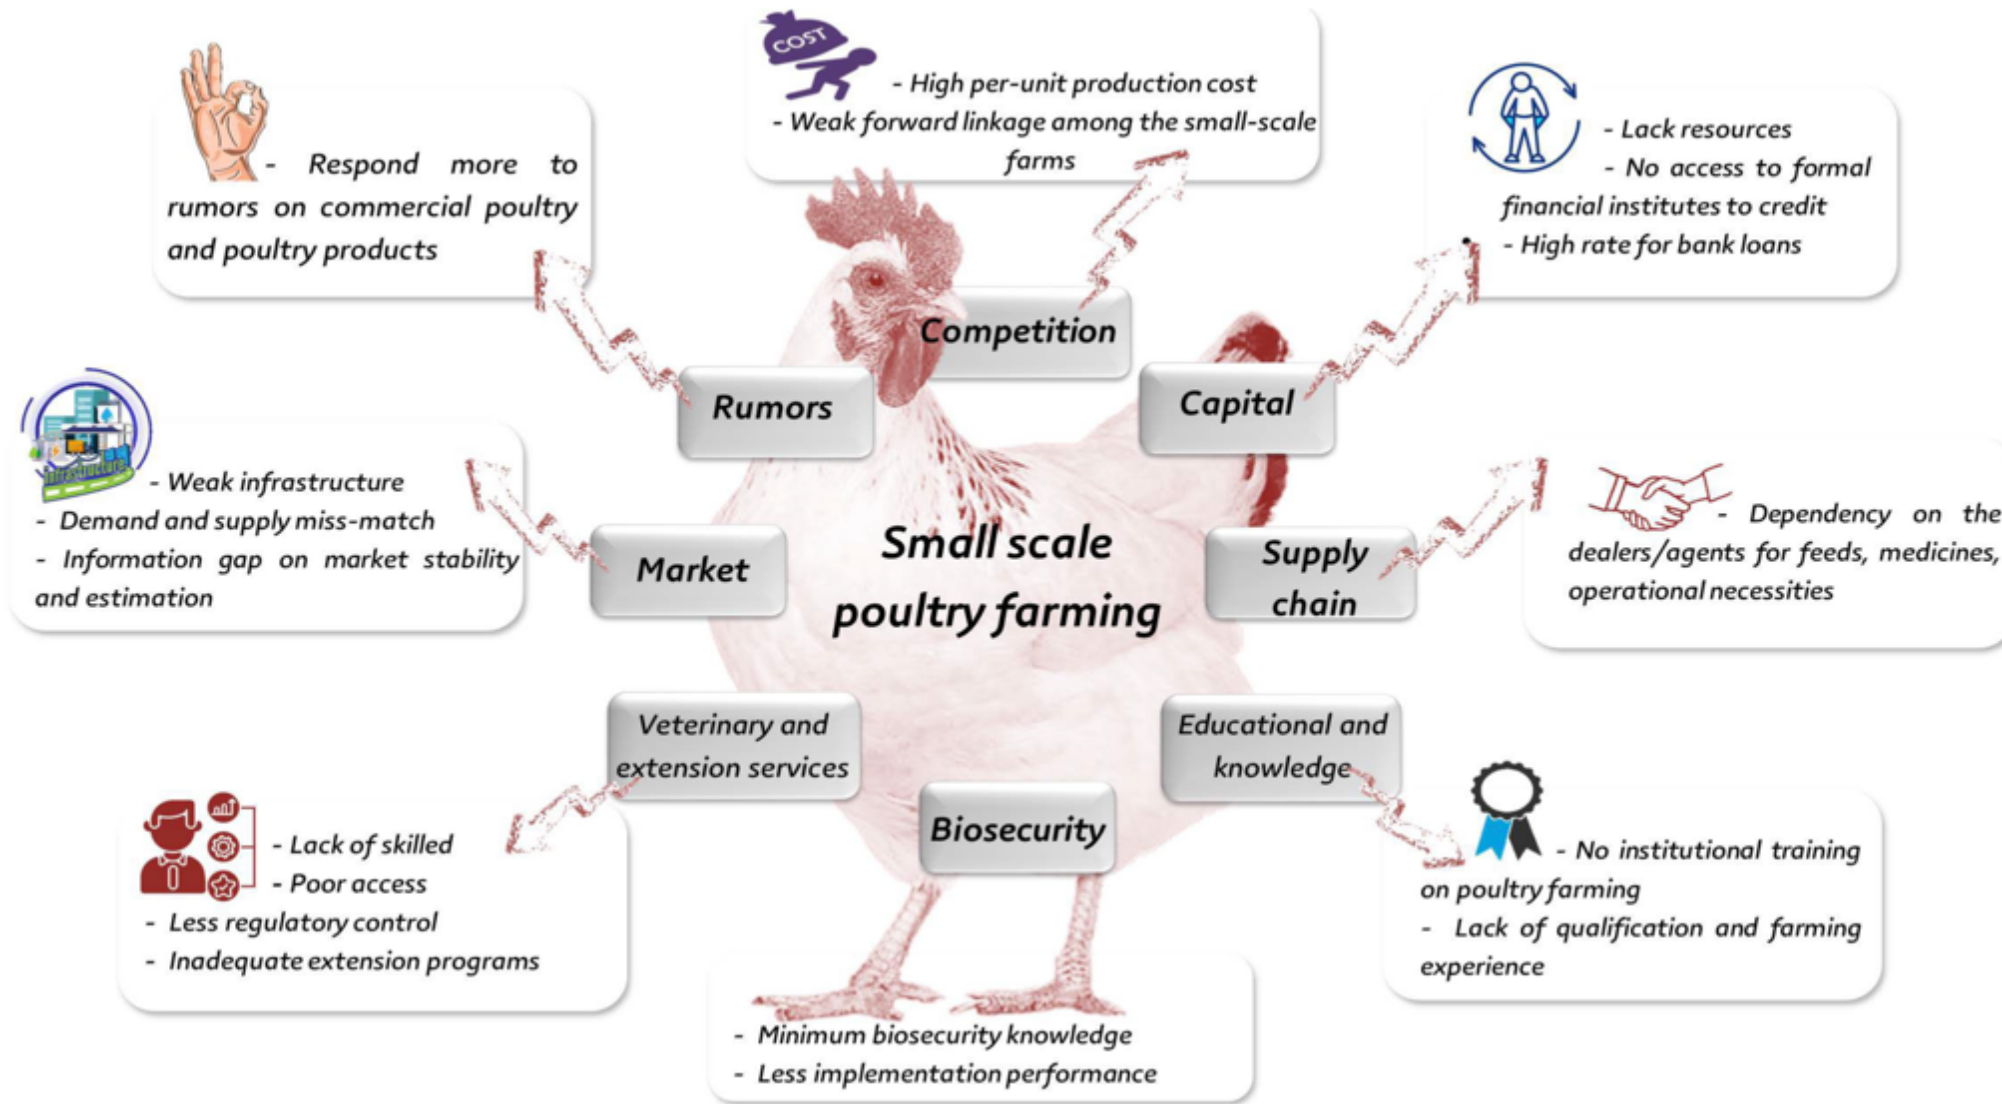 COST
- High per-unit production cost
- Weak forward linkage among the small-scale
farms
- Respond more to
rumors on commercial poultry
and poultry products
- Lack resources
- No access to formal
financial institutes to credit
- High rate for bank loans
Competition
Rumors
Capital
infrastructure
- Weak infrastructure
- Demand and supply miss-match
- Information gap on market stability
and estimation
Market
Small scale
poultry farming
Supply
chain
- Dependency on the
dealers/agents for feeds, medicines,
operational necessities
Veterinary and
extension services
Educational and
knowledge
Biosecurity
- Lack of skilled
- Poor access
- Less regulatory control
- Inadequate extension programs
- No institutional training
on poultry farming
- Lack of qualification and farming
experience
- Minimum biosecurity knowledge
- Less implementation performance